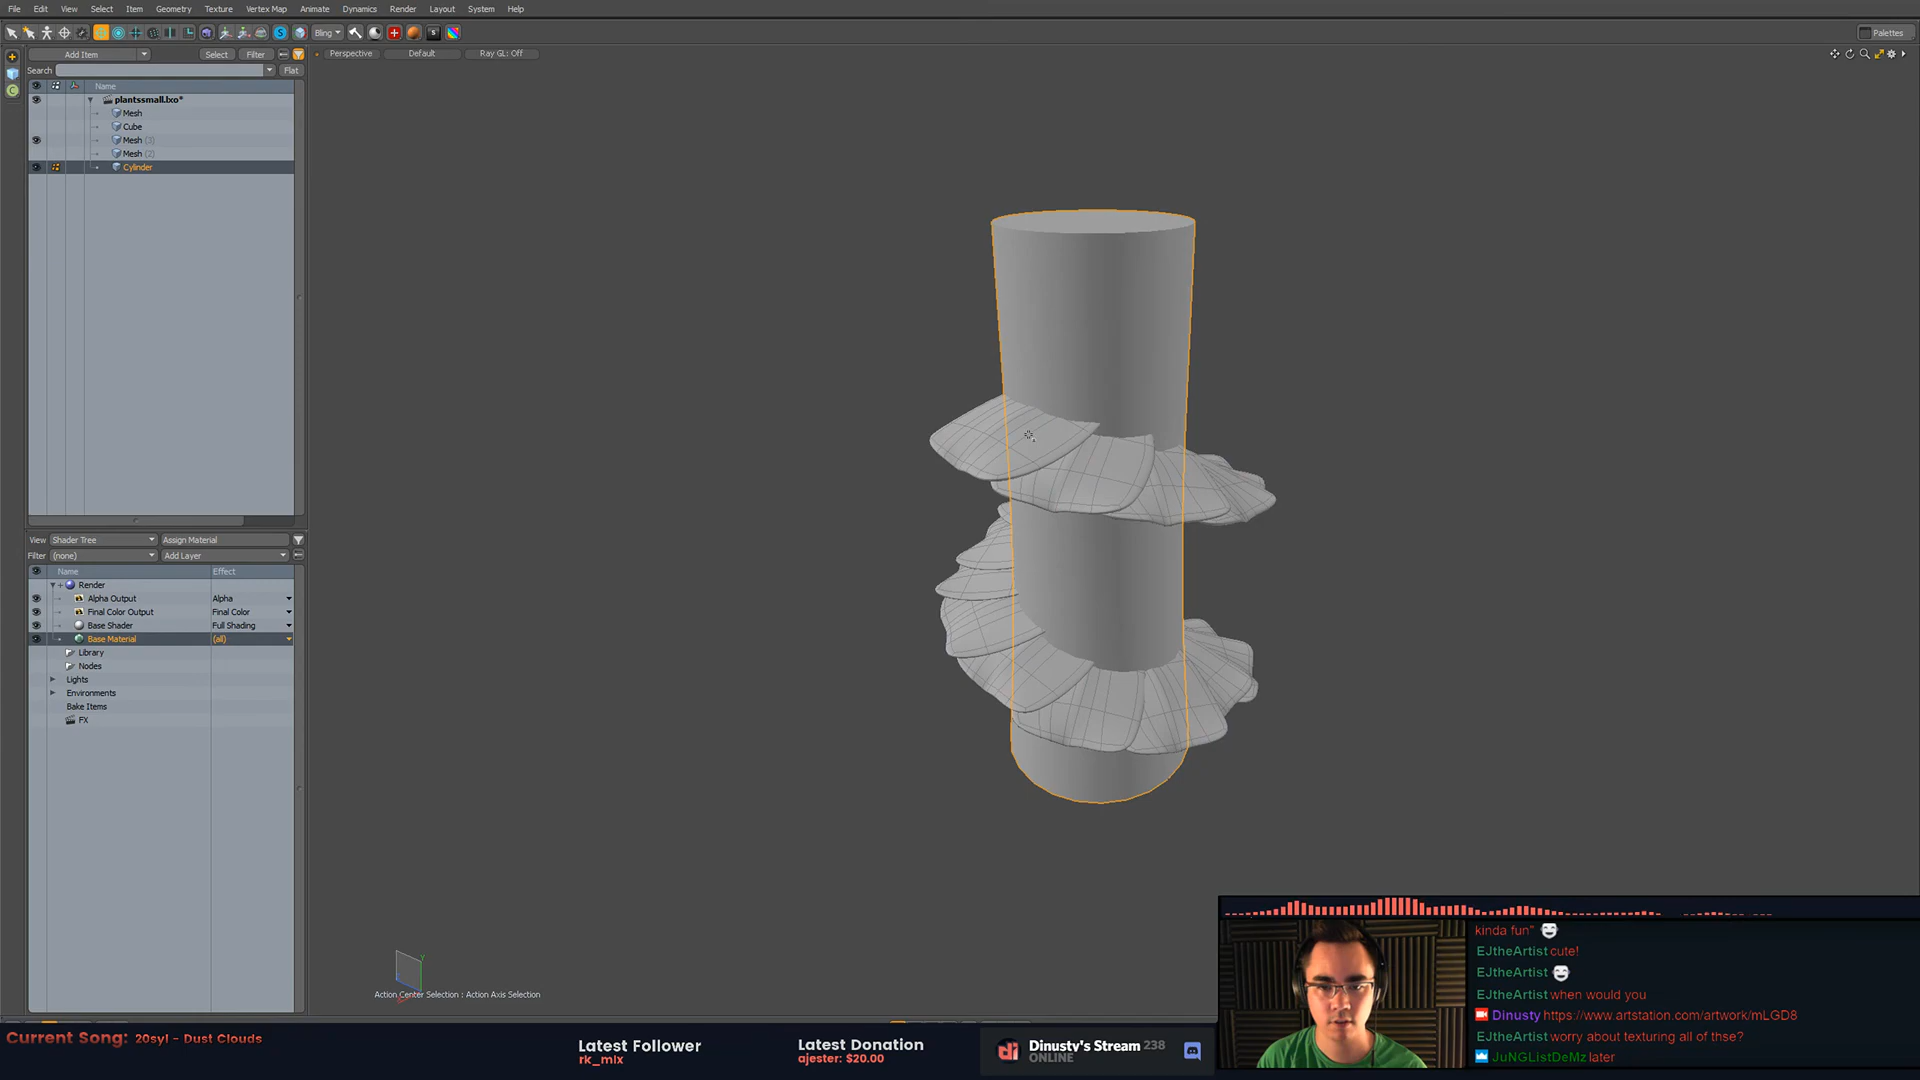 File Edit View Select Item Geometry Texture Vertex Map Animate Dynamics Render Layout System Help
Bling
Palettes
Add Item Select Filter
Perspective Default Ray GL: Off
Search Flat
Name
plantssmall.lxo*
Mesh
Cube
Mesh (3)
Mesh (2)
Cylinder
View Shader Tree Assign Material
Filter (none) Add Layer
Name Effect
Render
Alpha Output Alpha
Final Color Output Final Color
Base Shader Full Shading
Base Material (all)
Library
Nodes
Lights
Environments
Bake Items
FX
Y
Action Center Selection : Action Axis Selection
kinda fun"
EJtheArtist cute!
EJtheArtist
EJtheArtist when would you
Dinusty https://www.artstation.com/artwork/mLGD8
EJtheArtist worry about texturing all of thse?
JuNGLIstDeMz later
Current Song: 20syl - Dust Clouds
Latest Follower
rk_mlx
Latest Donation
ajester: $20.00
Dinusty's Stream 238
ONLINE